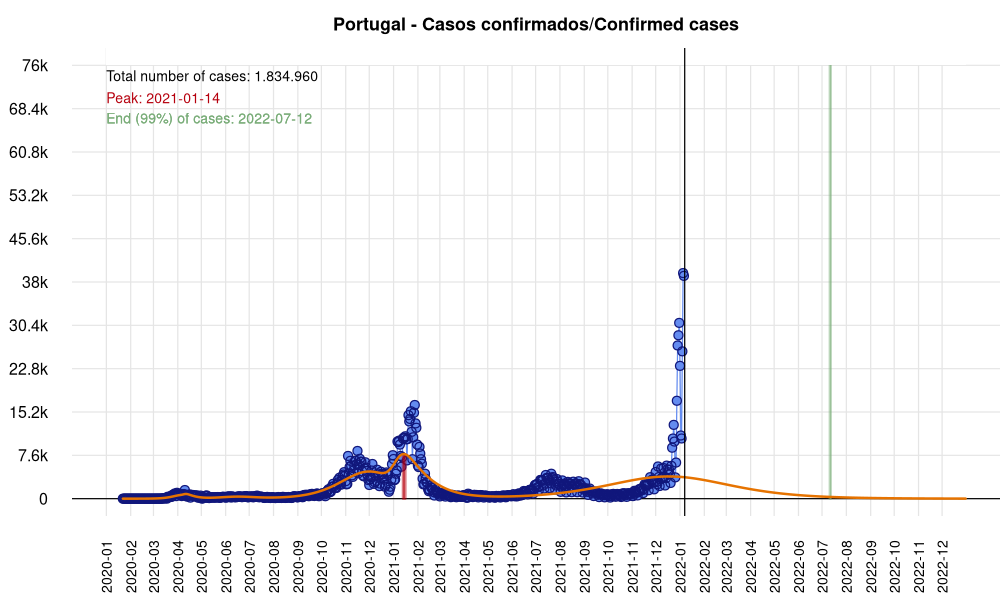 Portugal - Casos confirmados/Confirmed cases
Total number of cases: 1.834.960
Peak: 2021-01-14
End (99%) of cases: 2022-07-12
76k
68.4k
60.8k
53.2k
45.6k
38k
30.4k
22.8k
15.2k
7.6k
0
2020-01
2020-02
2020-03
2020-04
2020-05
2020-06
2020-07
2020-08
2020-09
2020-10
2020-11
2020-12
2021-01
2021-02
2021-03
2021-04
2021-05
2021-06
2021-07
2021-08
2021-09
2021-10
2021-11
2021-12
2022-01
2022-02
2022-03
2022-04
2022-05
2022-06
2022-07
2022-08
2022-09
2022-10
2022-11
2022-12